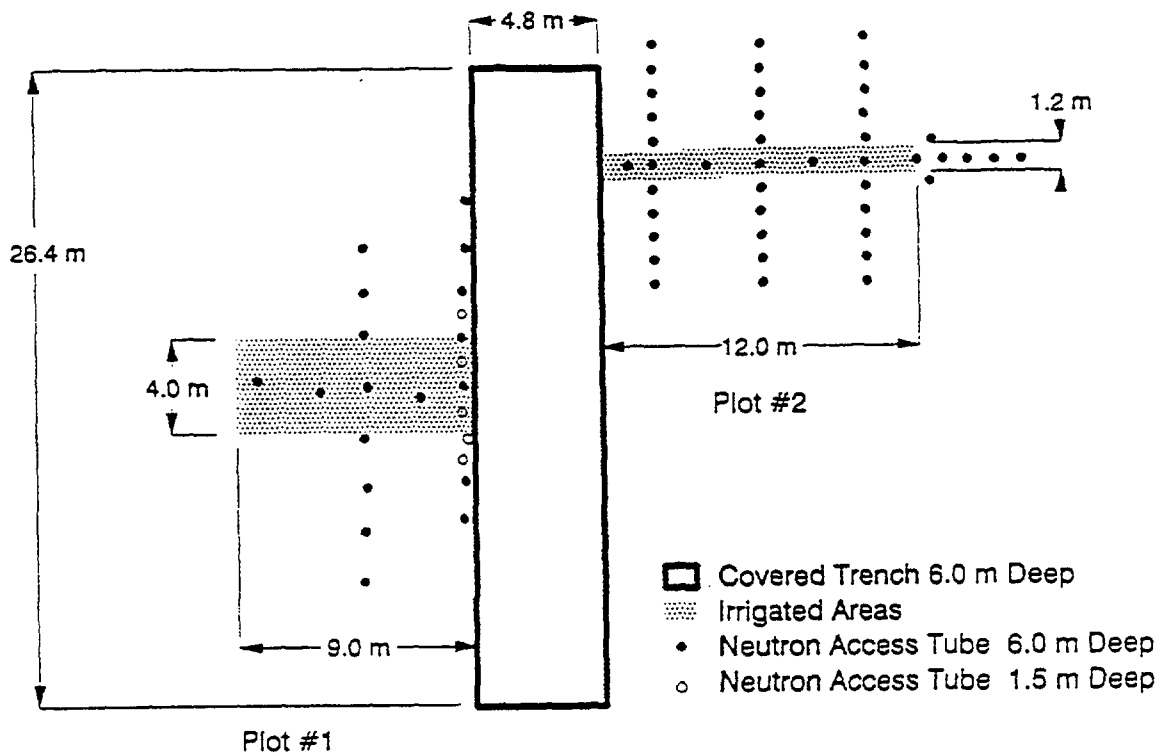 4.8 m
1.2 m
26.4 m
12.0 m
4.0 m
Plot #2
Covered Trench 6.0 m Deep
Irrigated Areas
9.0 m
Neutron Access Tube 6.0 m Deep
Neutron Access Tube 1.5 m Deep
Plot #1